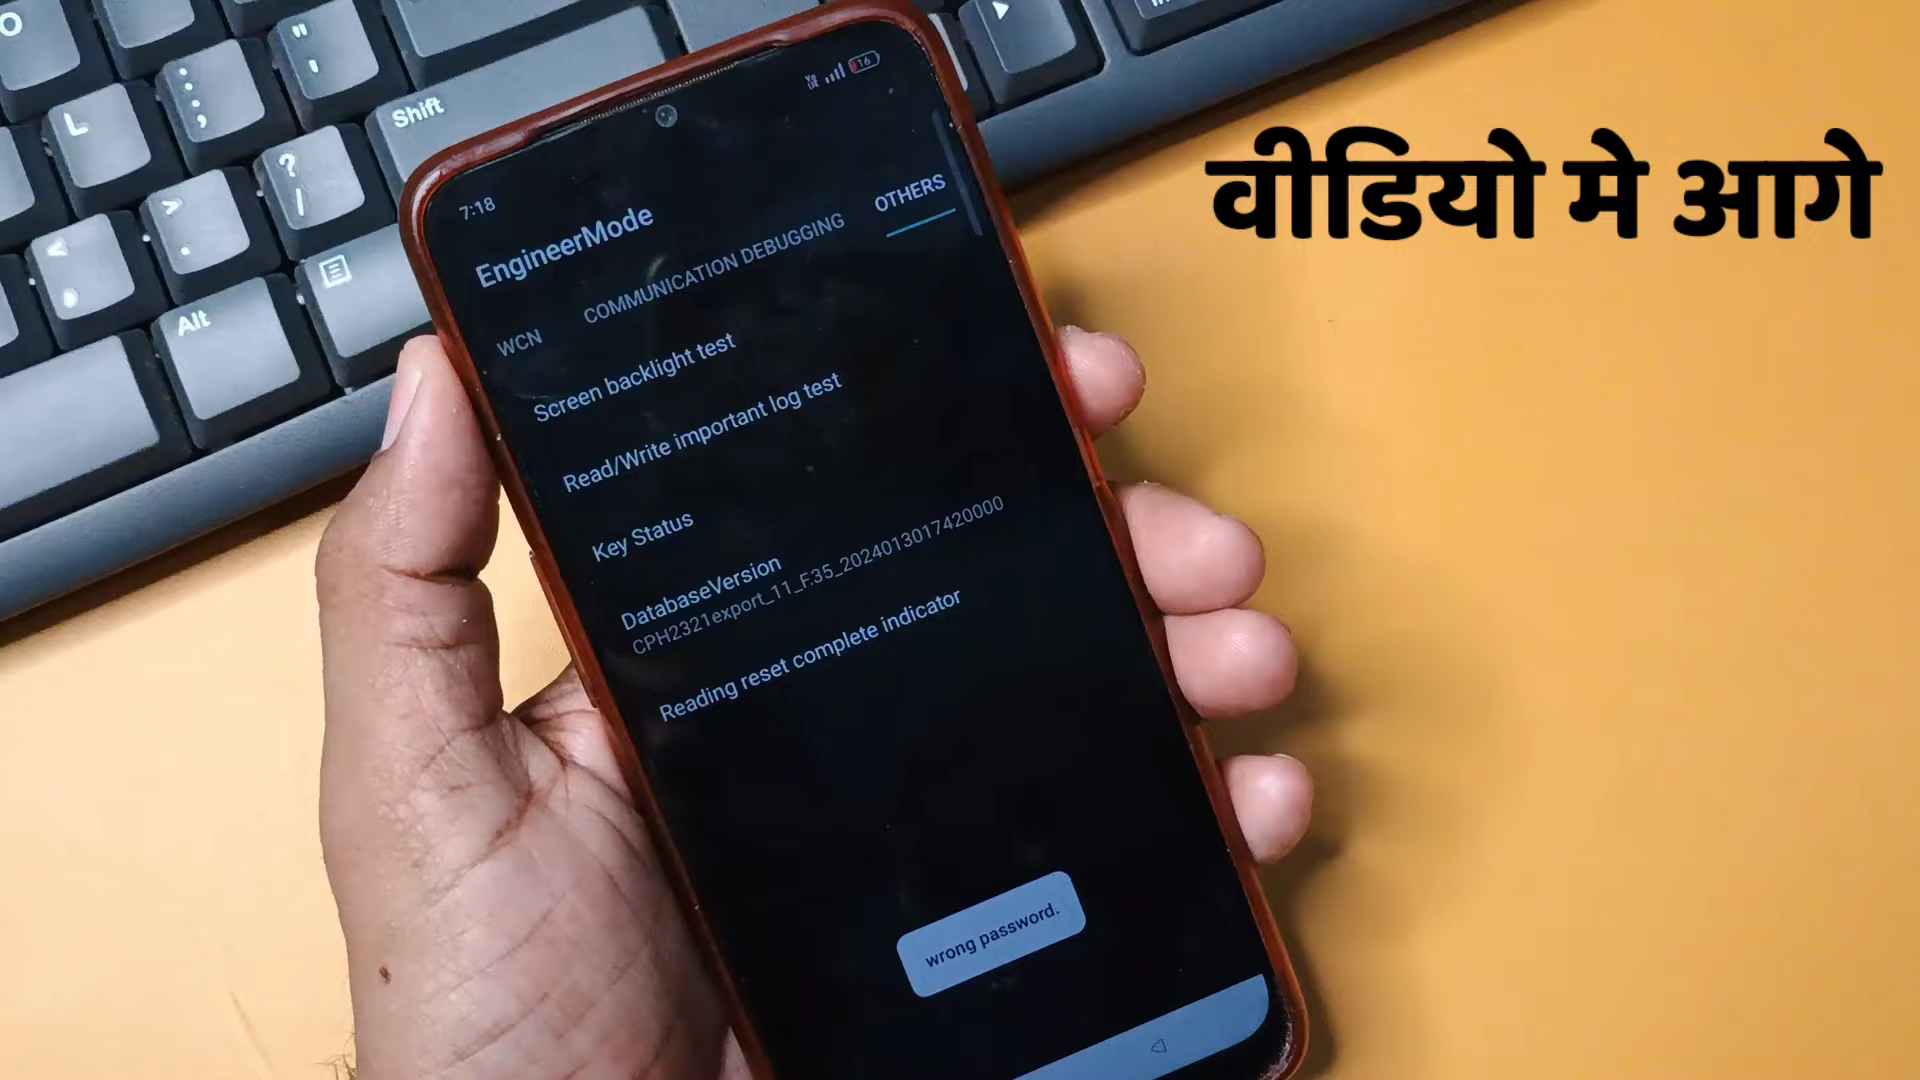 O
L
:
;
"
'
Shift
?
/
>
.
<
,
Alt
वीडियो मे आगे
7:18
16
EngineerMode
WCN COMMUNICATION DEBUGGING OTHERS
Screen backlight test
Read/Write important log test
Key Status
DatabaseVersion
CPH2321export_11_F.35_2024013017420000
Reading reset complete indicator
wrong password.